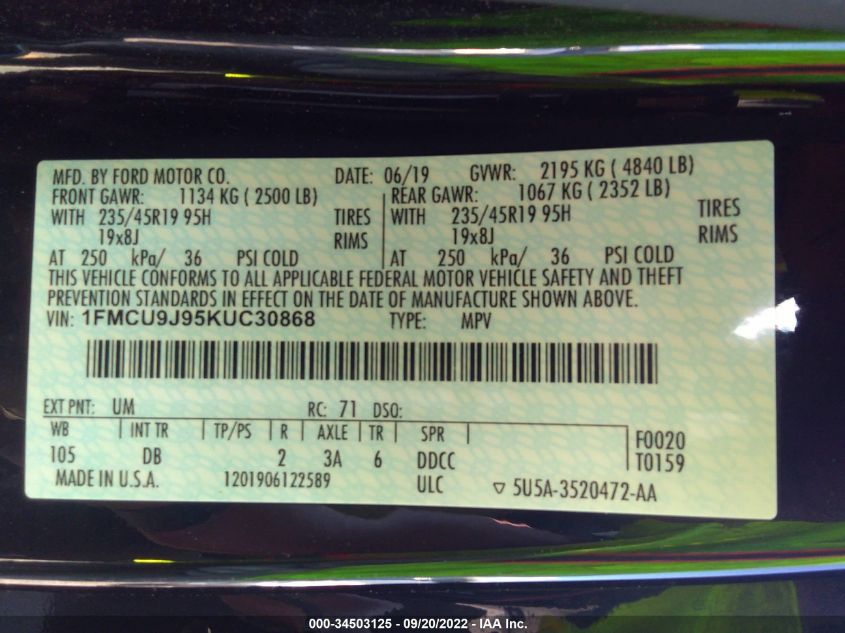 MFD. BY FORD MOTOR CO. DATE: 06/19 GVWR: 2195 KG ( 4840 LB)
FRONT GAWR: 1134 KG ( 2500 LB) REAR GAWR: 1067 KG ( 2352 LB)
WITH 235/45R19 95H TIRES WITH 235/45R19 95H TIRES
19x8J RIMS 19x8J RIMS
AT 250 kPa/ 36 PSI COLD AT 250 kPa/ 36 PSI COLD
THIS VEHICLE CONFORMS TO ALL APPLICABLE FEDERAL MOTOR VEHICLE SAFETY AND THEFT
PREVENTION STANDARDS IN EFFECT ON THE DATE OF MANUFACTURE SHOWN ABOVE.
VIN: 1FMCU9J95KUC30868 TYPE: MPV
EXT PNT: UM RC: 71 DSO:
WB INT TR TP/PS R AXLE TR SPR F0020
105 DB 2 3A 6 DDCC T0159
MADE IN U.S.A. 1201906122589 ULC ▽ 5U5A-3520472-AA
000-34503125 - 09/20/2022 - IAA Inc.